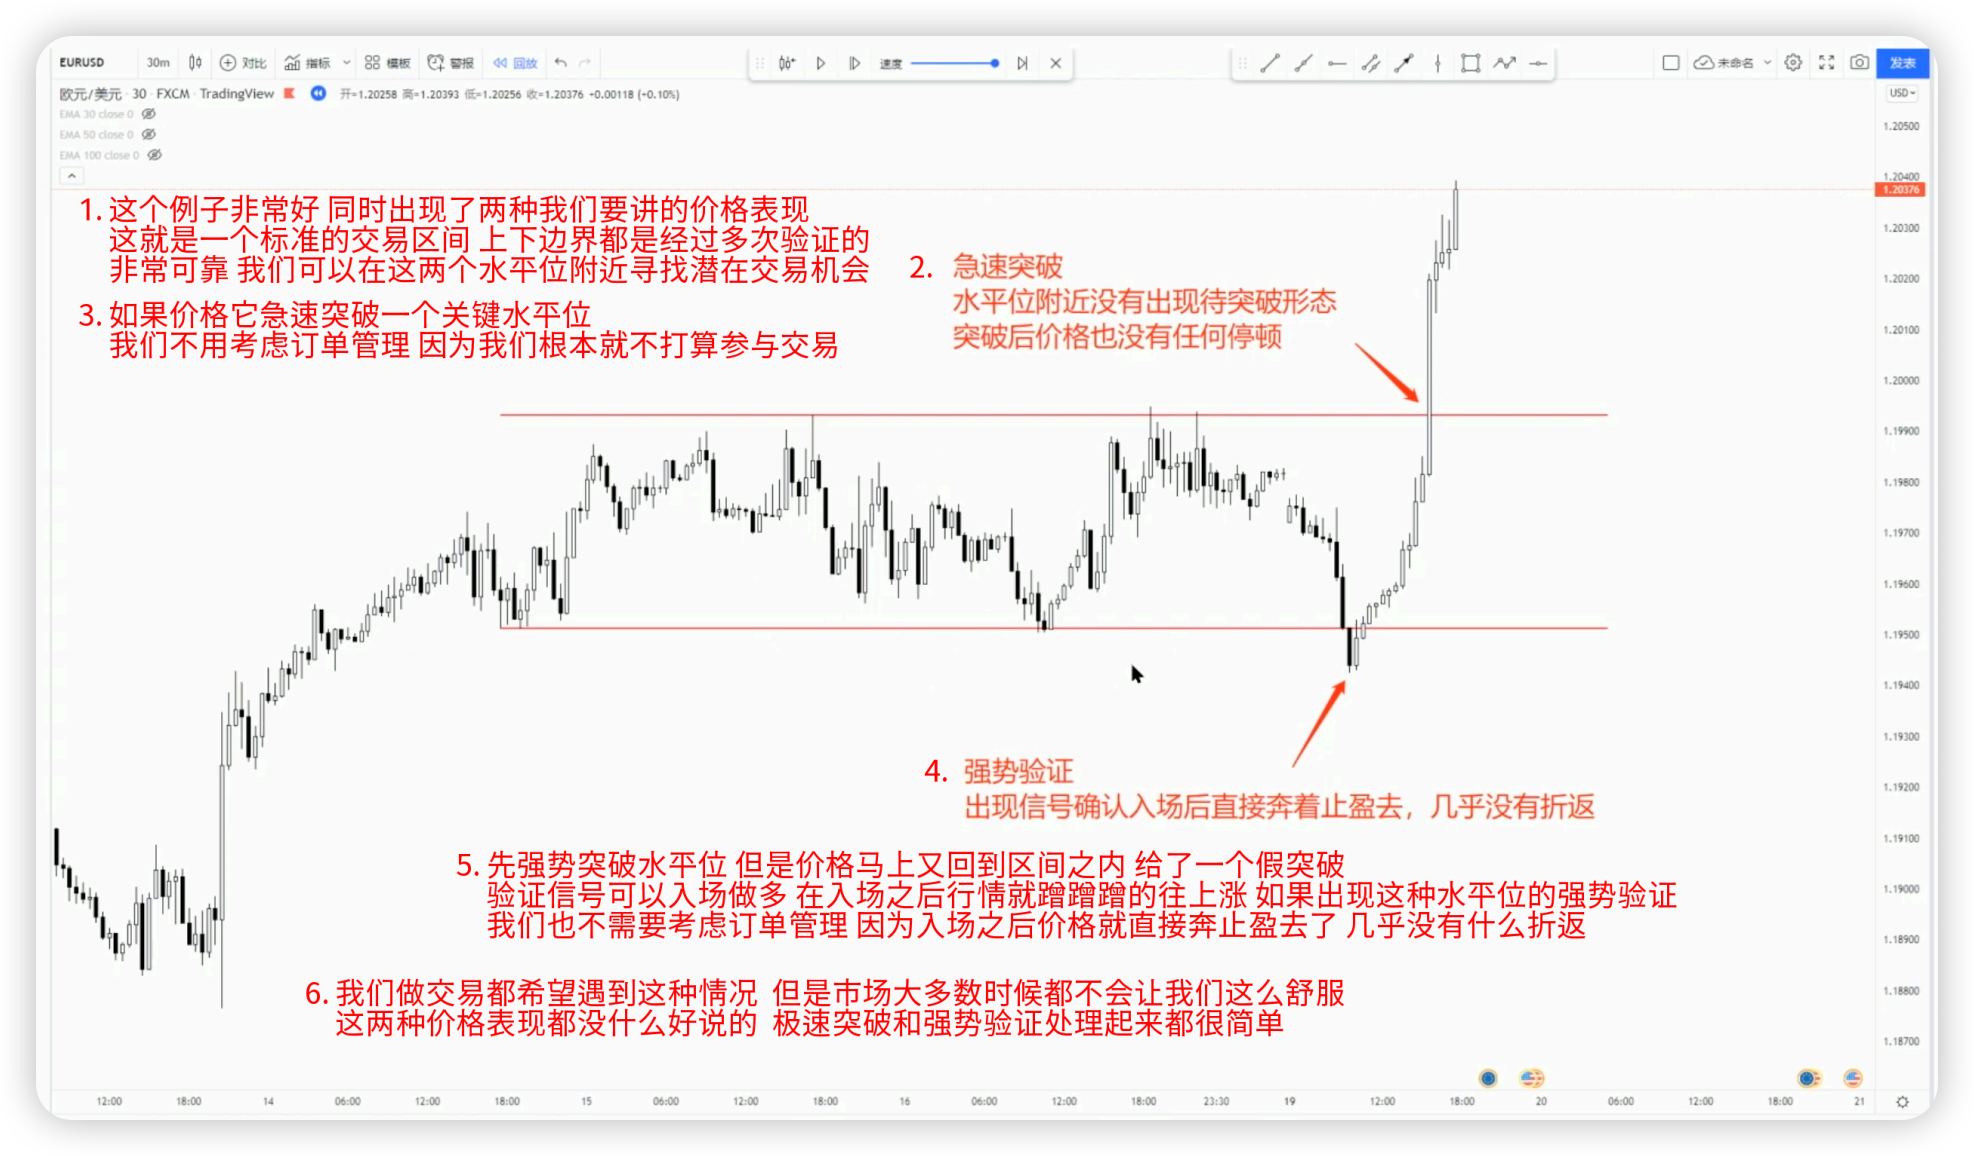 EURUSD 30m 对比 指标 模板 警报 回放 速度 未命名 发表
欧元/美元 · 30 · FXCM · TradingView 开=1.20258 高=1.20393 低=1.20256 收=1.20376 +0.00118 (+0.10%)
USD
EMA 30 close 0
EMA 50 close 0
EMA 100 close 0
1. 这个例子非常好 同时出现了两种我们要讲的价格表现
这就是一个标准的交易区间 上下边界都是经过多次验证的
非常可靠 我们可以在这两个水平位附近寻找潜在交易机会
2. 急速突破
水平位附近没有出现待突破形态
突破后价格也没有任何停顿
3. 如果价格它急速突破一个关键水平位
我们不用考虑订单管理 因为我们根本就不打算参与交易
4. 强势验证
出现信号确认入场后直接奔着止盈去，几乎没有折返
5. 先强势突破水平位 但是价格马上又回到区间之内 给了一个假突破
验证信号可以入场做多 在入场之后行情就蹭蹭蹭的往上涨 如果出现这种水平位的强势验证
我们也不需要考虑订单管理 因为入场之后价格就直接奔止盈去了 几乎没有什么折返
6. 我们做交易都希望遇到这种情况 但是市场大多数时候都不会让我们这么舒服
这两种价格表现都没什么好说的 极速突破和强势验证处理起来都很简单
1.20500
1.20400
1.20376
1.20300
1.20200
1.20100
1.20000
1.19900
1.19800
1.19700
1.19600
1.19500
1.19400
1.19300
1.19200
1.19100
1.19000
1.18900
1.18800
1.18700
12:00 18:00 14 06:00 12:00 18:00 15 06:00 12:00 18:00 16 06:00 12:00 18:00 23:30 19 12:00 18:00 20 06:00 12:00 18:00 21